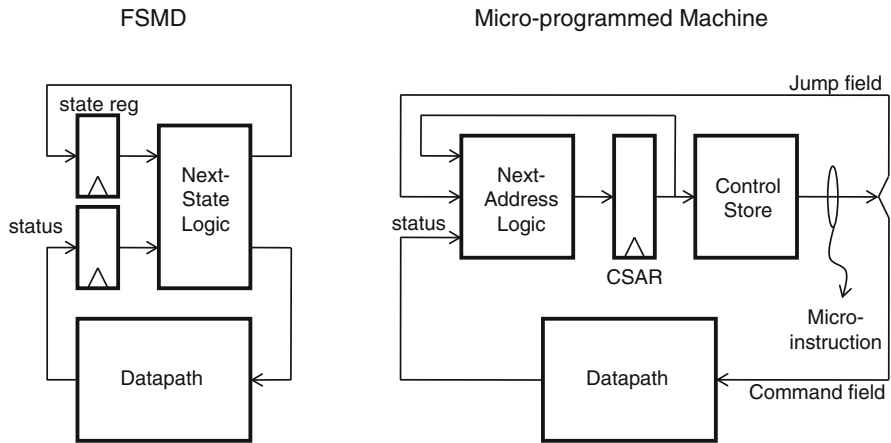 FSMD
state reg
Next-
State
Logic
status
Datapath
Micro-programmed Machine
Jump field
Next-
Address
Logic
status
CSAR
Control
Store
Micro-
instruction
Datapath
Command field